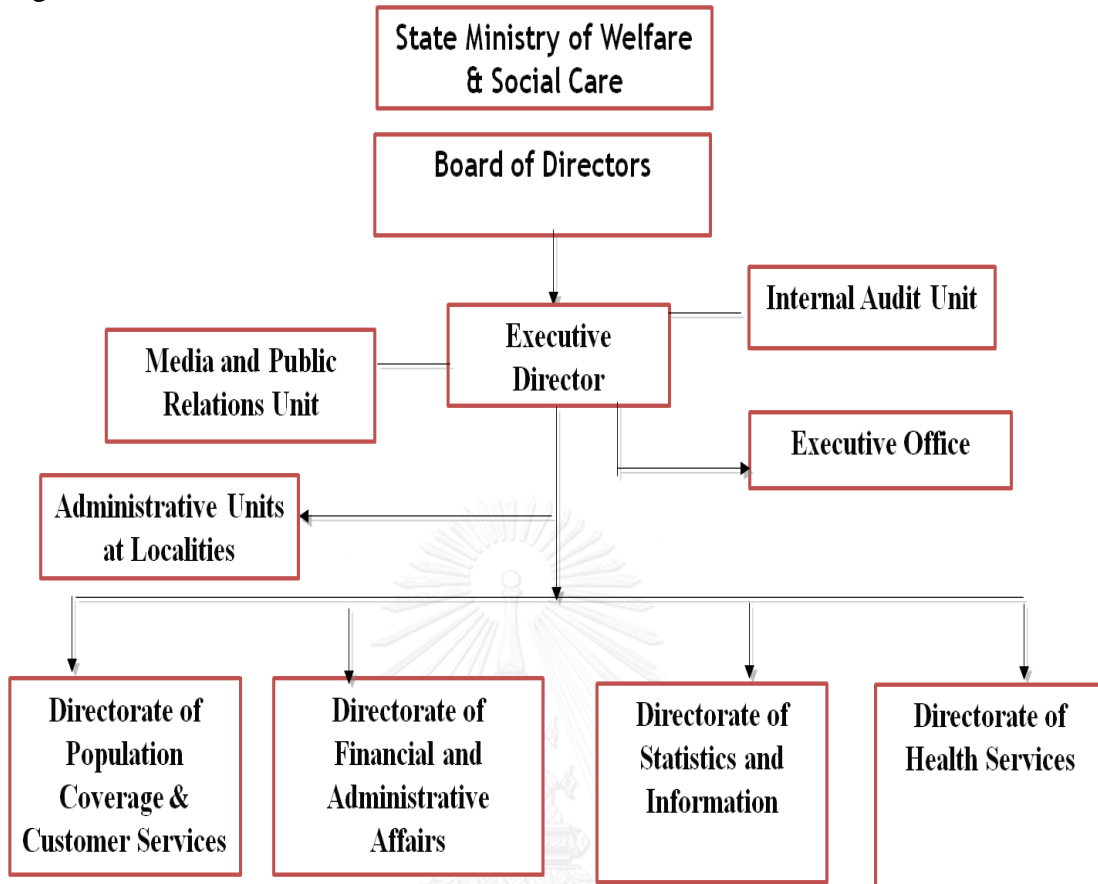 State Ministry of Welfare
& Social Care
Board of Directors
Internal Audit Unit
Executive
Director
Media and Public
Relations Unit
Executive Office
Administrative Units
at Localities
Directorate of
Population
Coverage &
Customer Services
Directorate of
Financial and
Administrative
Affairs
Directorate of
Statistics and
Information
Directorate of
Health Services